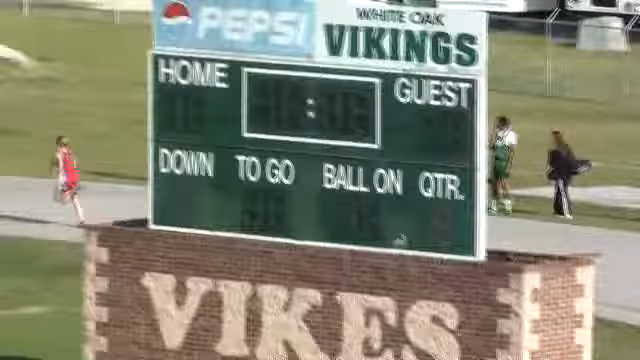 PEPSI
WHITE OAK
VIKINGS
HOME
:
GUEST
DOWN TO GO BALL ON QTR.
VIKES